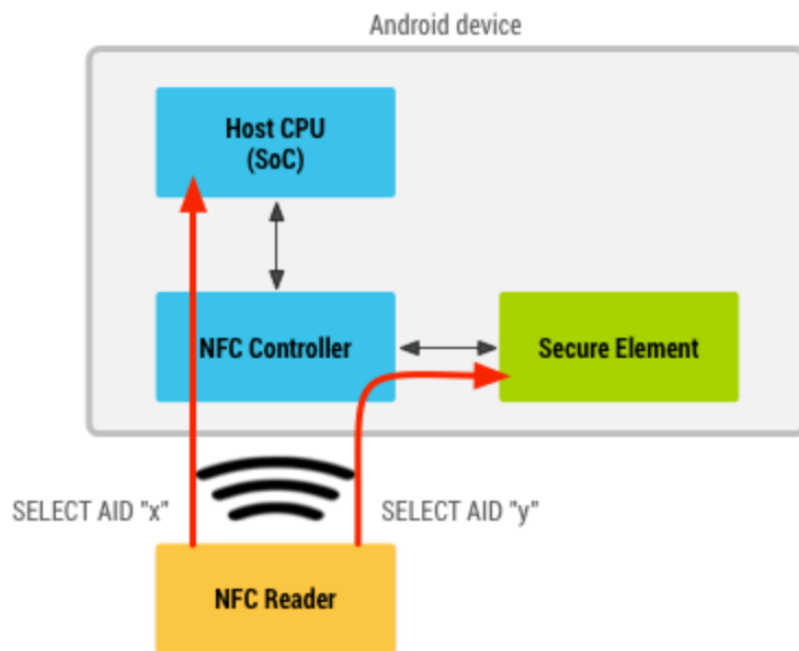 Android device
Host CPU
(SoC)
NFC Controller
Secure Element
SELECT AID "x"
SELECT AID "y"
NFC Reader